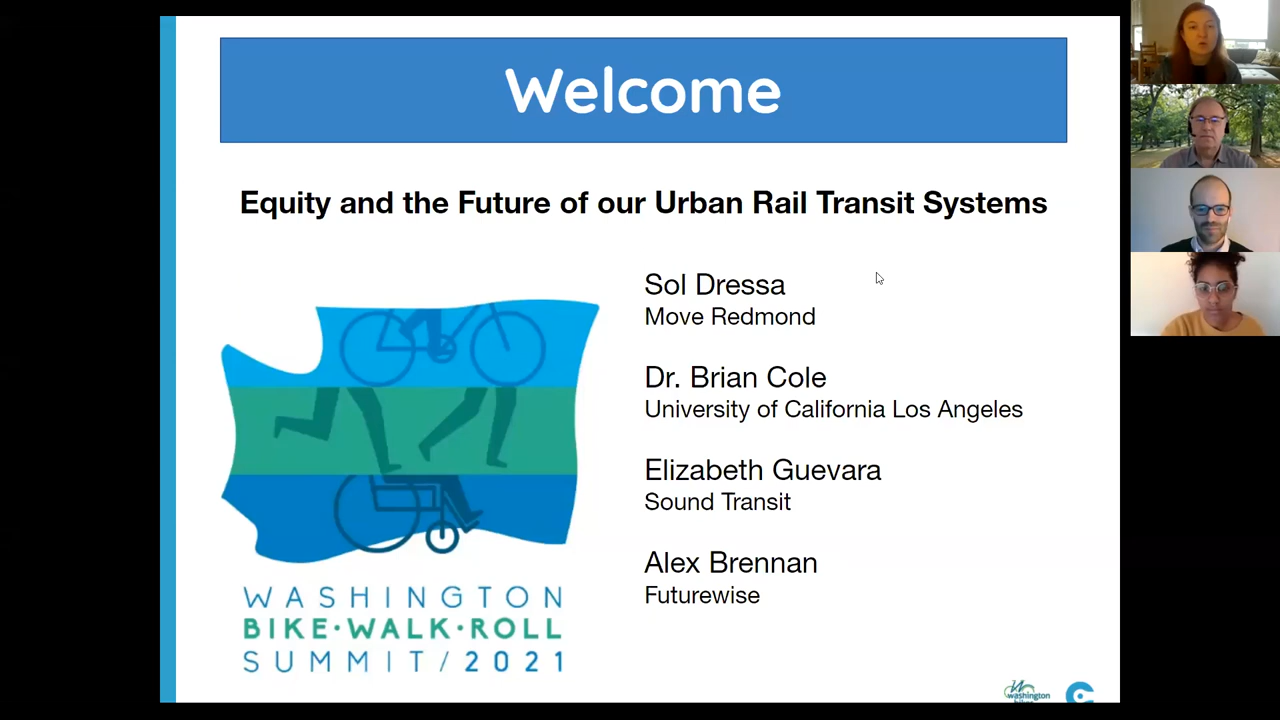 Welcome
Equity and the Future of our Urban Rail Transit Systems
Sol Dressa
Move Redmond
Dr. Brian Cole
University of California Los Angeles
Elizabeth Guevara
Sound Transit
Alex Brennan
Futurewise
WASHINGTON
BIKE·WALK·ROLL
SUMMIT/2021
washington